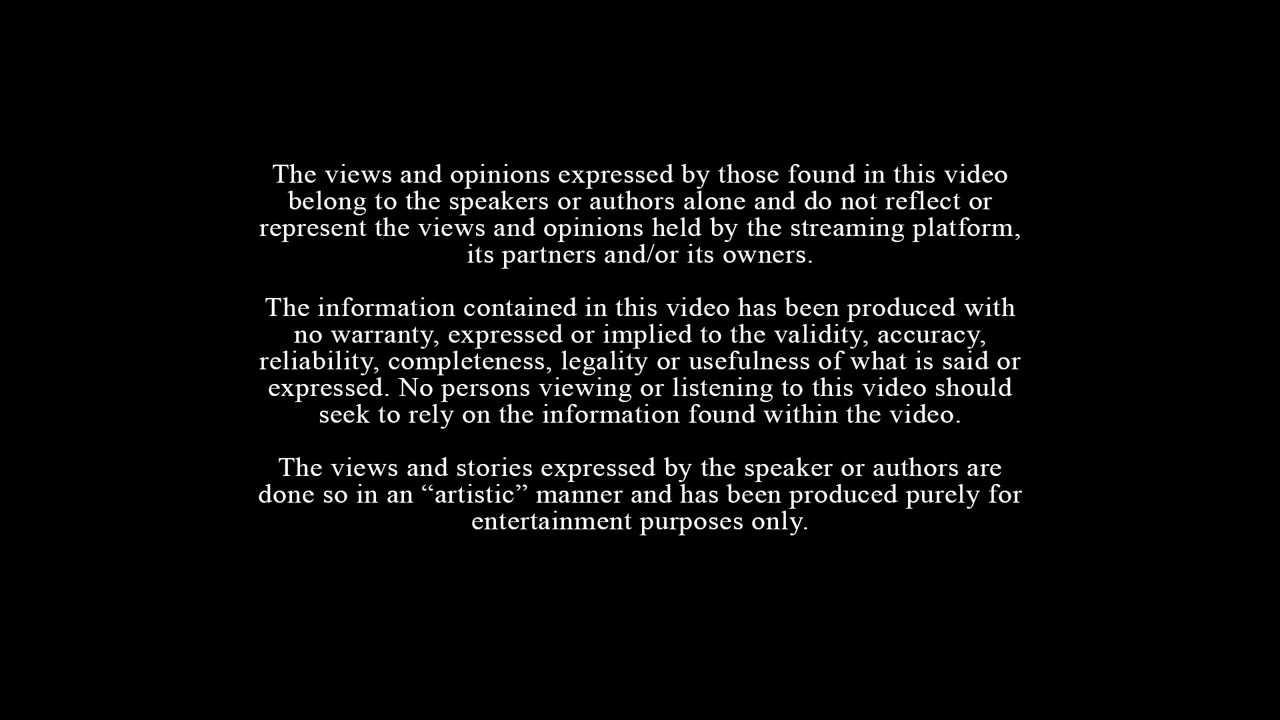 The views and opinions expressed by those found in this video
belong to the speakers or authors alone and do not reflect or
represent the views and opinions held by the streaming platform,
its partners and/or its owners.
The information contained in this video has been produced with
no warranty, expressed or implied to the validity, accuracy,
reliability, completeness, legality or usefulness of what is said or
expressed. No persons viewing or listening to this video should
seek to rely on the information found within the video.
The views and stories expressed by the speaker or authors are
done so in an “artistic” manner and has been produced purely for
entertainment purposes only.